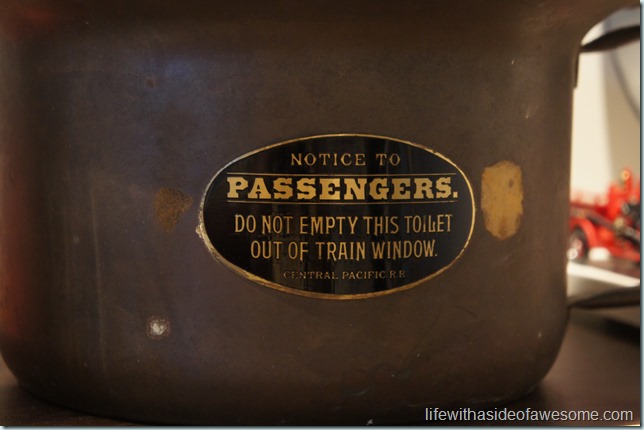 NOTICE TO
PASSENGERS.
DO NOT EMPTY THIS TOILET
OUT OF TRAIN WINDOW.
CENTRAL PACIFIC R.R
lifewithasideofawesome.com